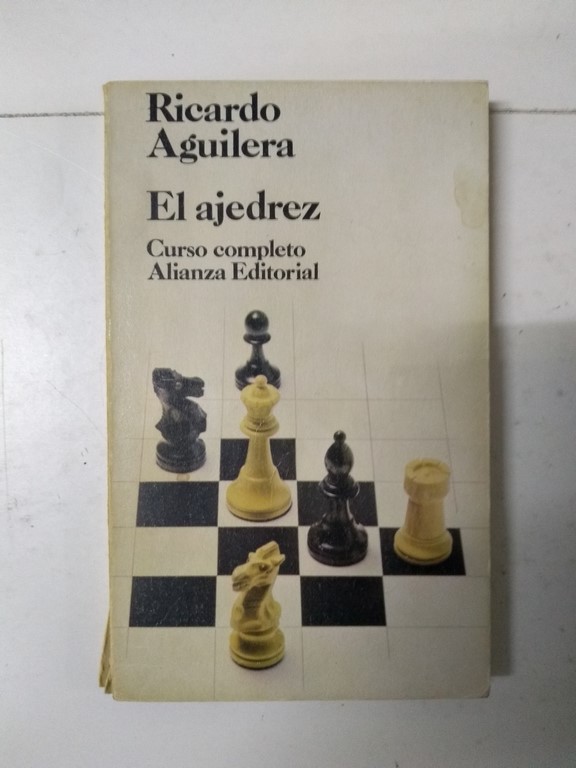 Ricardo
Aguilera
El ajedrez
Curso completo
Alianza Editorial